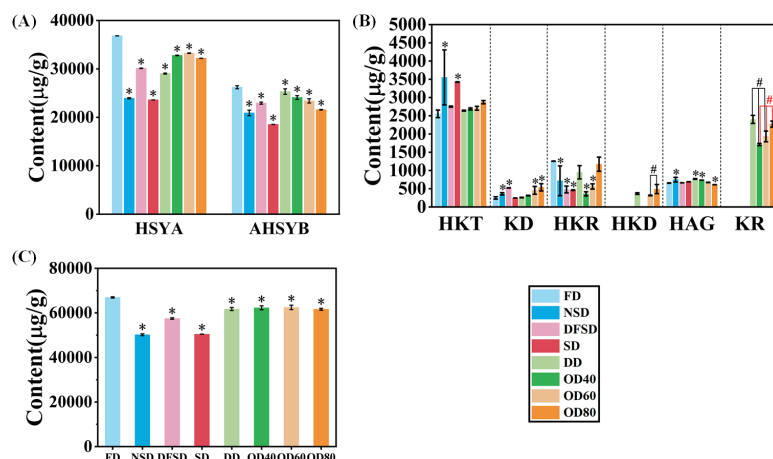 (A)
Content(μg/g)
40000
30000
20000
10000
0
* * * * * * *
* * * * * * *
HSYA AHSYB
(B)
Content(μg/g)
5000
4500
4000
3500
3000
2500
2000
1500
1000
500
0
* *
* * * *
* * * * *
#
* * * *
# #
HKT KD HKR HKD HAG KR
(C)
Content(μg/g)
80000
60000
40000
20000
0
* * * * * * *
FD NSD DFSD SD DD OD40 OD60 OD80
FD
NSD
DFSD
SD
DD
OD40
OD60
OD80